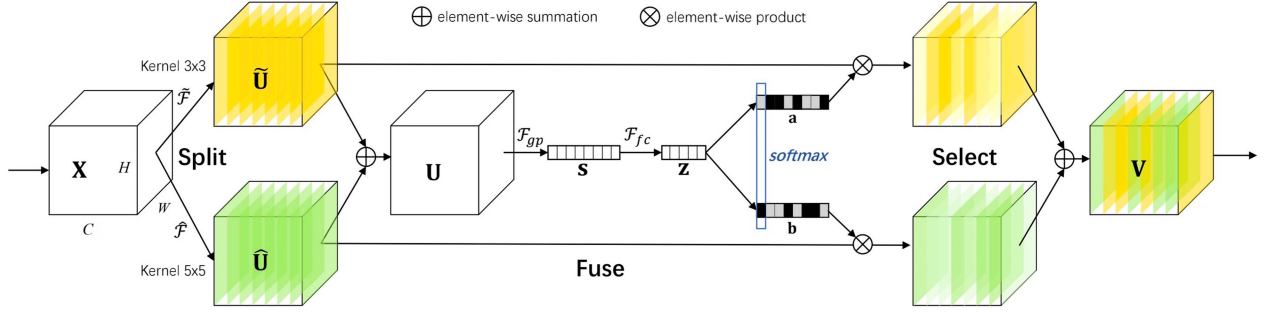 ⊕ element-wise summation
⊗ element-wise product
Kernel 3x3
Ũ
ℱ̃
X
H
W
C
Split
ℱ̂
Kernel 5x5
Û
U
ℱgp
s
ℱfc
z
a
softmax
b
Fuse
Select
V